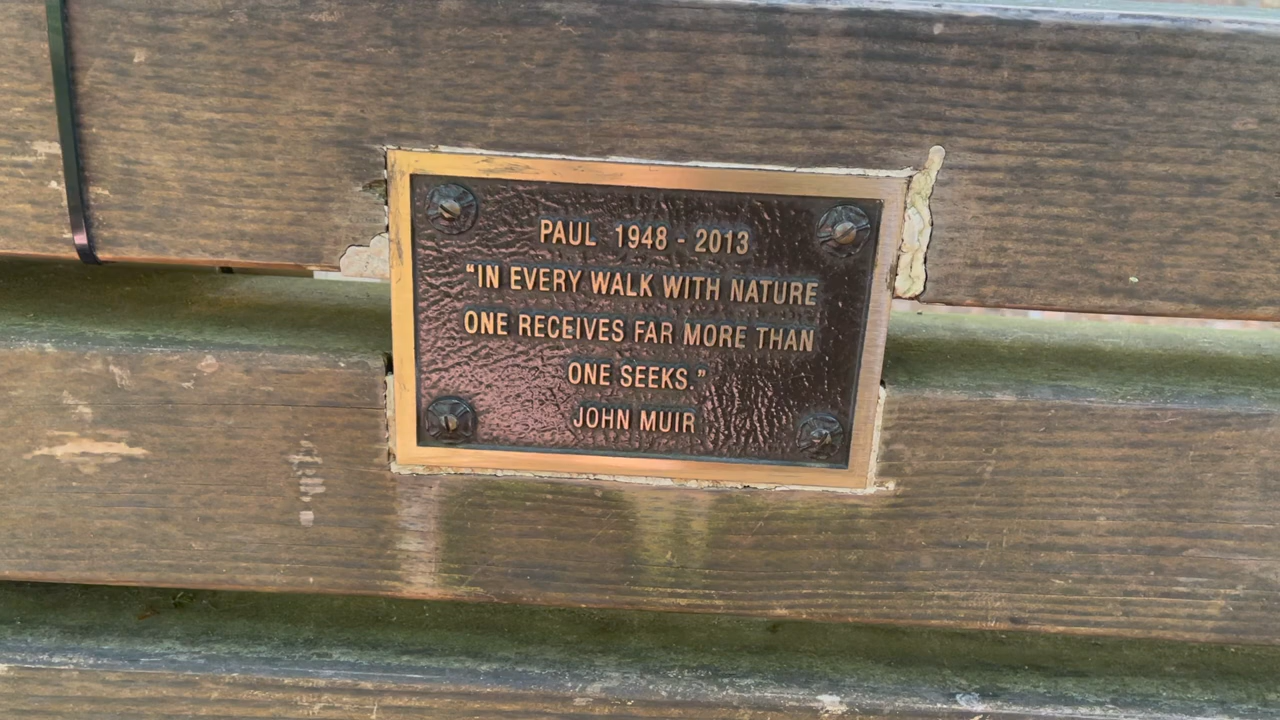 PAUL 1948 - 2013
“IN EVERY WALK WITH NATURE
ONE RECEIVES FAR MORE THAN
ONE SEEKS.”
JOHN MUIR